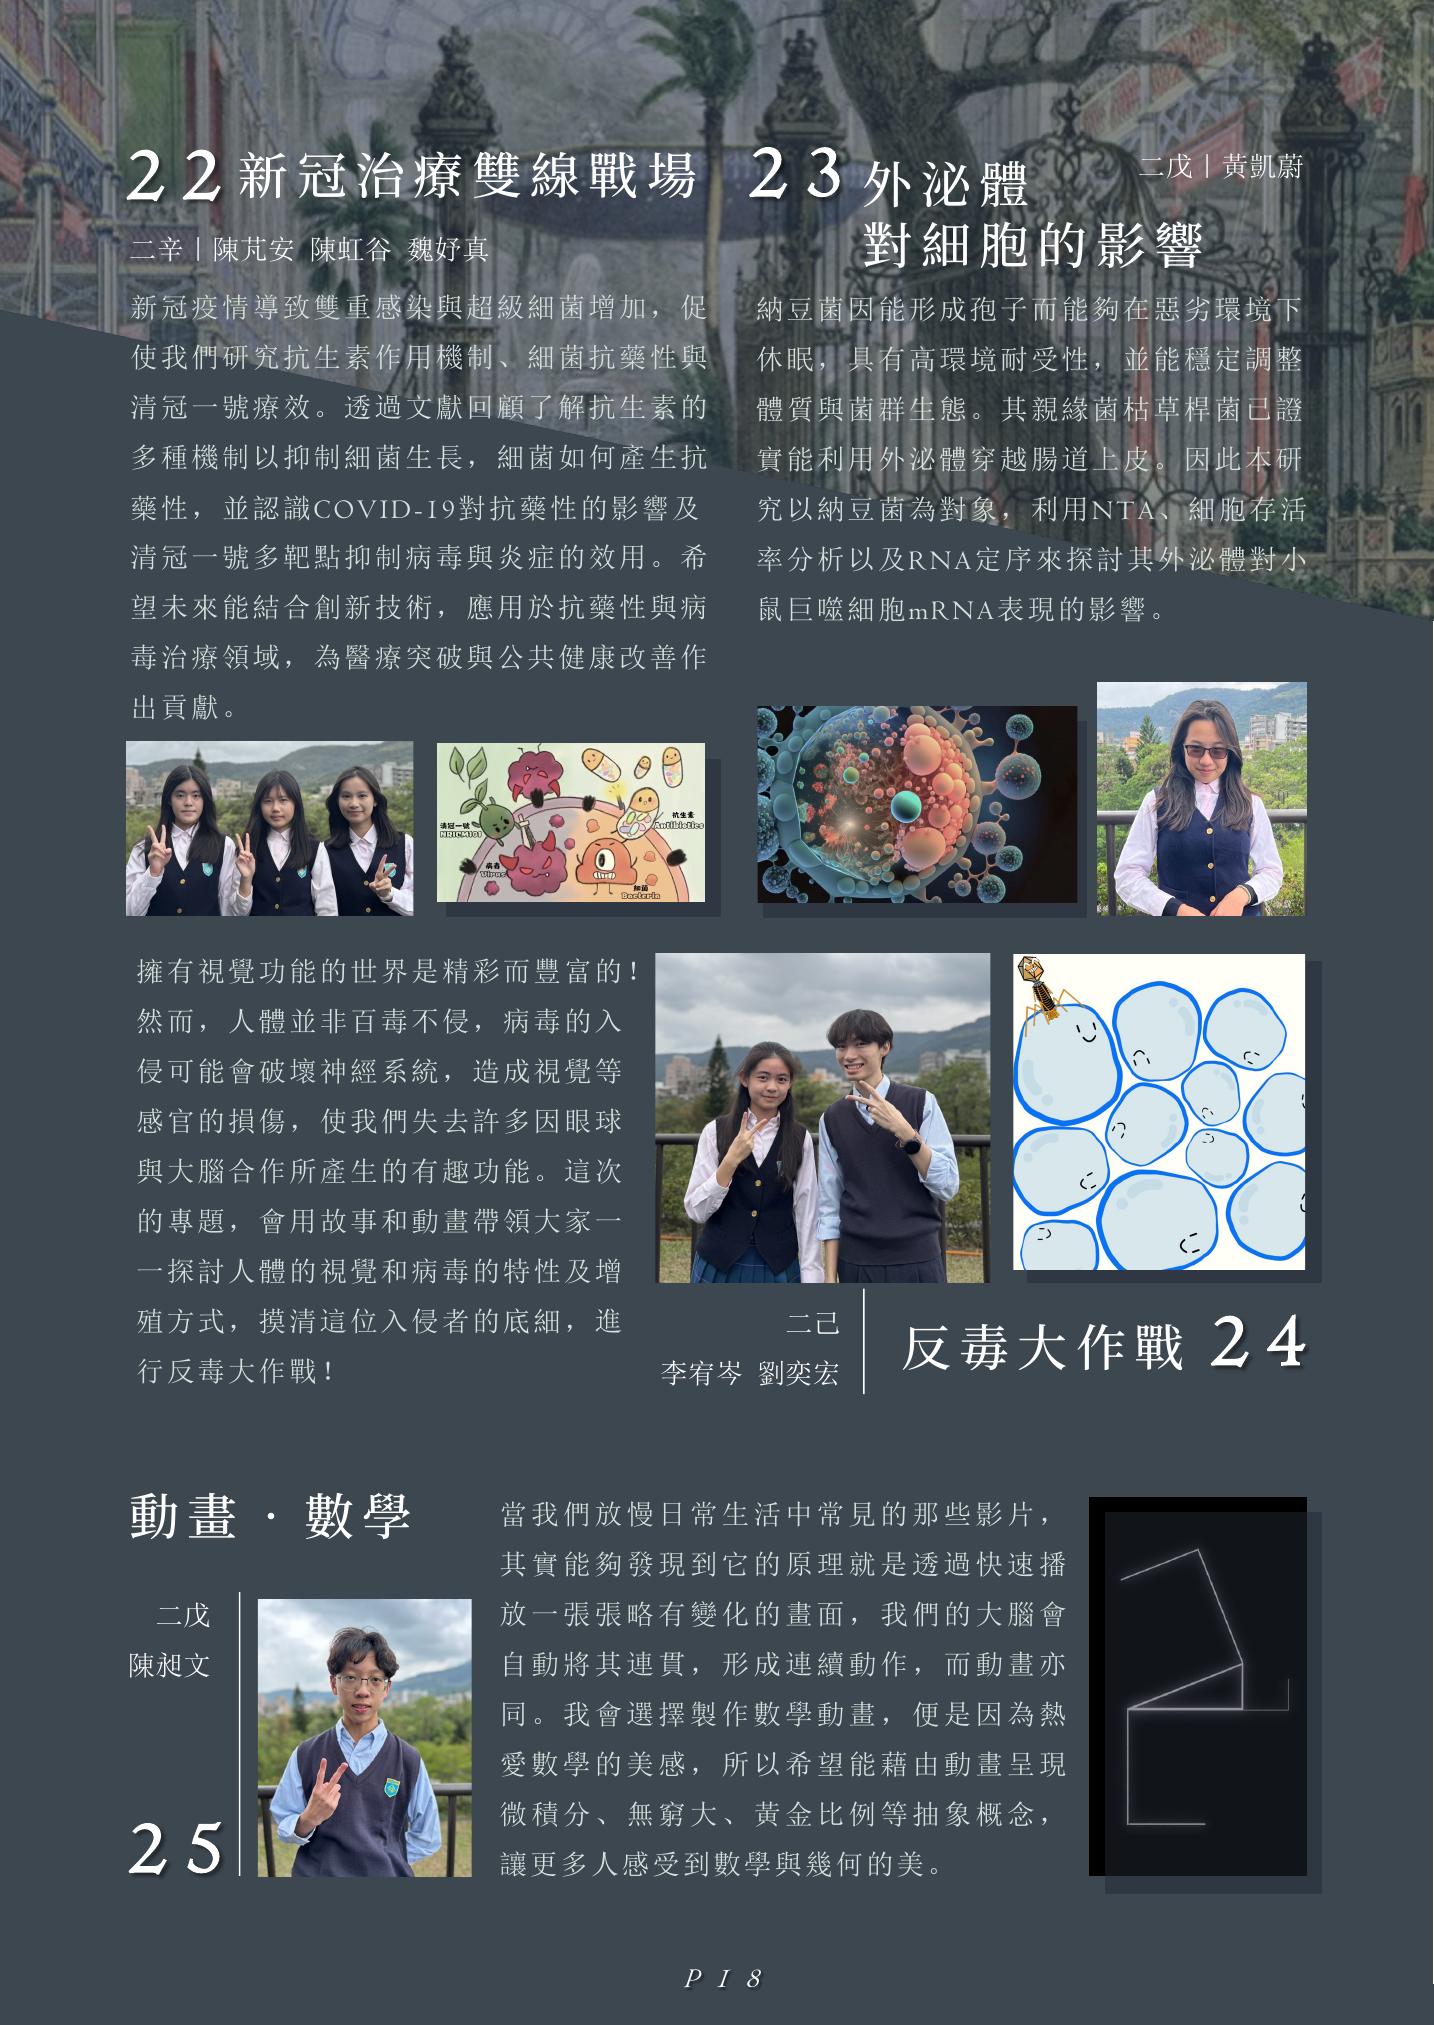 22 新冠治療雙線戰場
二辛 | 陳芃安 陳虹谷 魏妤真
新冠疫情導致雙重感染與超級細菌增加，促
使我們研究抗生素作用機制、細菌抗藥性與
清冠一號療效。透過文獻回顧了解抗生素的
多種機制以抑制細菌生長，細菌如何產生抗
藥性，並認識COVID-19對抗藥性的影響及
清冠一號多靶點抑制病毒與炎症的效用。希
望未來能結合創新技術，應用於抗藥性與病
毒治療領域，為醫療突破與公共健康改善作
出貢獻。
清冠一號
NRICM101
抗生素
Antibiotics
病毒
Virus
細菌
Bacteria
23 外泌體
對細胞的影響
二戊 | 黃凱蔚
納豆菌因能形成孢子而能夠在惡劣環境下
休眠，具有高環境耐受性，並能穩定調整
體質與菌群生態。其親緣菌枯草桿菌已證
實能利用外泌體穿越腸道上皮。因此本研
究以納豆菌為對象，利用NTA、細胞存活
率分析以及RNA定序來探討其外泌體對小
鼠巨噬細胞mRNA表現的影響。
擁有視覺功能的世界是精彩而豐富的！
然而，人體並非百毒不侵，病毒的入
侵可能會破壞神經系統，造成視覺等
感官的損傷，使我們失去許多因眼球
與大腦合作所產生的有趣功能。這次
的專題，會用故事和動畫帶領大家一
一探討人體的視覺和病毒的特性及增
殖方式，摸清這位入侵者的底細，進
行反毒大作戰！
二己
李宥岑 劉奕宏
反毒大作戰 24
動畫·數學
二戊
陳昶文
25
當我們放慢日常生活中常見的那些影片，
其實能夠發現到它的原理就是透過快速播
放一張張略有變化的畫面，我們的大腦會
自動將其連貫，形成連續動作，而動畫亦
同。我會選擇製作數學動畫，便是因為熱
愛數學的美感，所以希望能藉由動畫呈現
微積分、無窮大、黃金比例等抽象概念，
讓更多人感受到數學與幾何的美。
P18